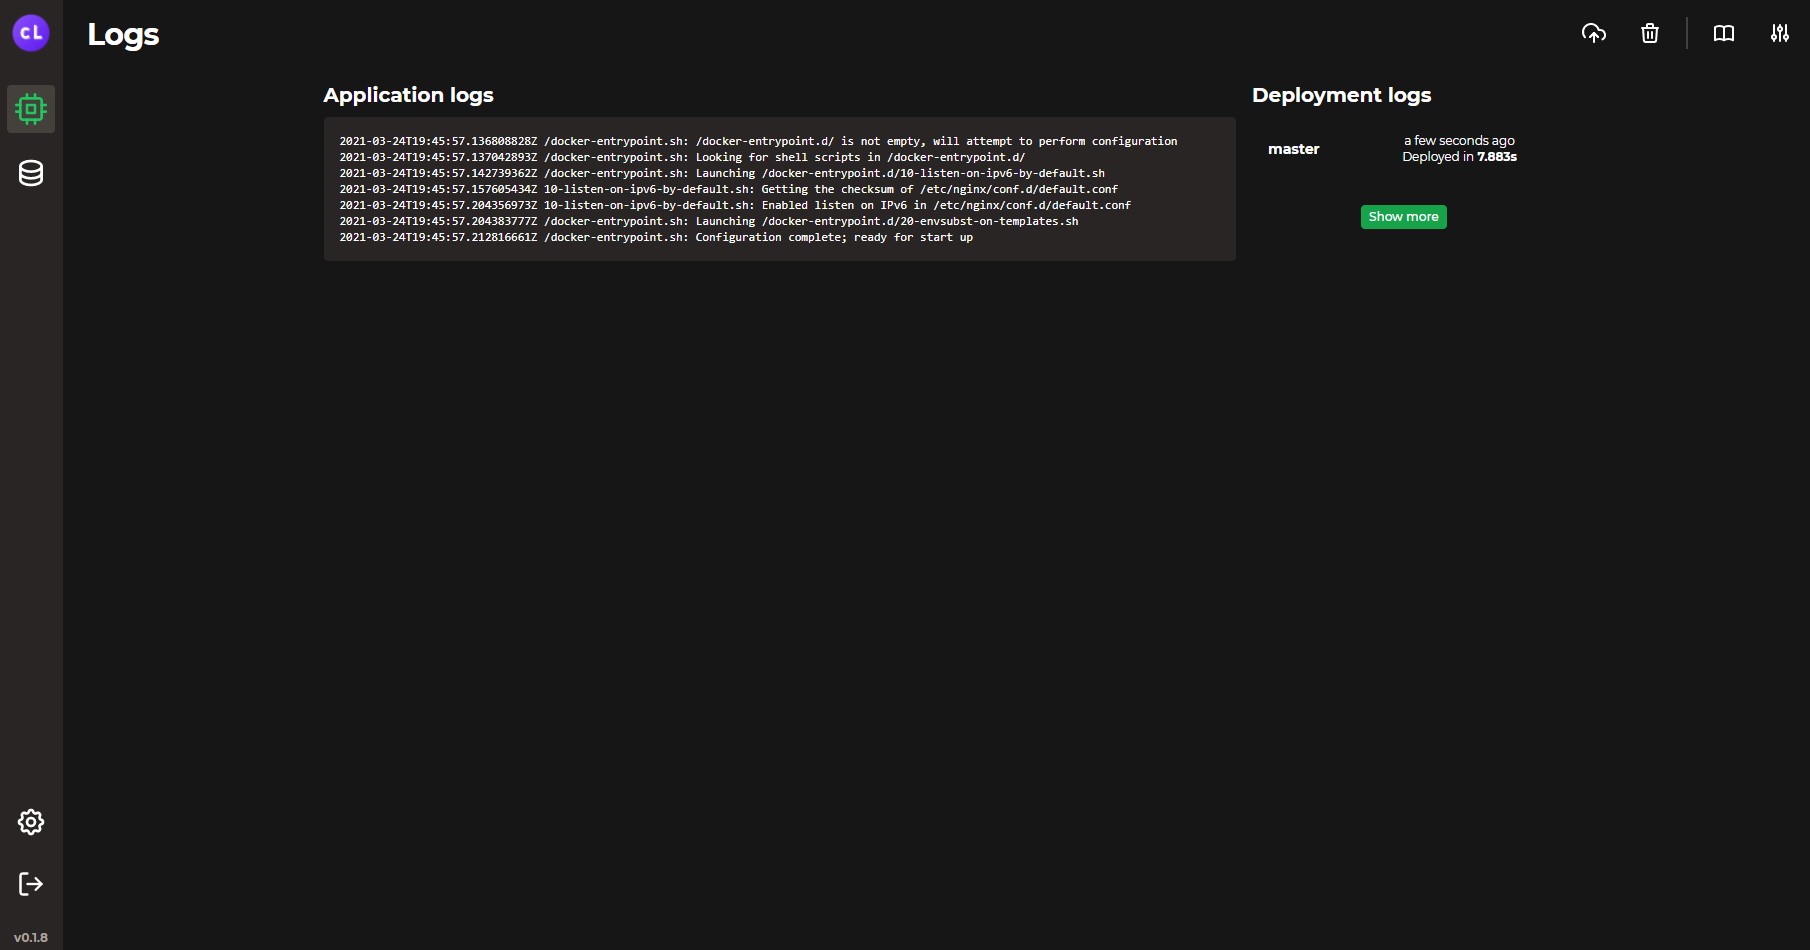 cL
Logs
Application logs
2021-03-24T19:45:57.136808828Z /docker-entrypoint.sh: /docker-entrypoint.d/ is not empty, will attempt to perform configuration
2021-03-24T19:45:57.137042893Z /docker-entrypoint.sh: Looking for shell scripts in /docker-entrypoint.d/
2021-03-24T19:45:57.142739362Z /docker-entrypoint.sh: Launching /docker-entrypoint.d/10-listen-on-ipv6-by-default.sh
2021-03-24T19:45:57.157605434Z 10-listen-on-ipv6-by-default.sh: Getting the checksum of /etc/nginx/conf.d/default.conf
2021-03-24T19:45:57.204356973Z 10-listen-on-ipv6-by-default.sh: Enabled listen on IPv6 in /etc/nginx/conf.d/default.conf
2021-03-24T19:45:57.204383777Z /docker-entrypoint.sh: Launching /docker-entrypoint.d/20-envsubst-on-templates.sh
2021-03-24T19:45:57.212816661Z /docker-entrypoint.sh: Configuration complete; ready for start up
Deployment logs
master
a few seconds ago
Deployed in 7.883s
Show more
v0.1.8